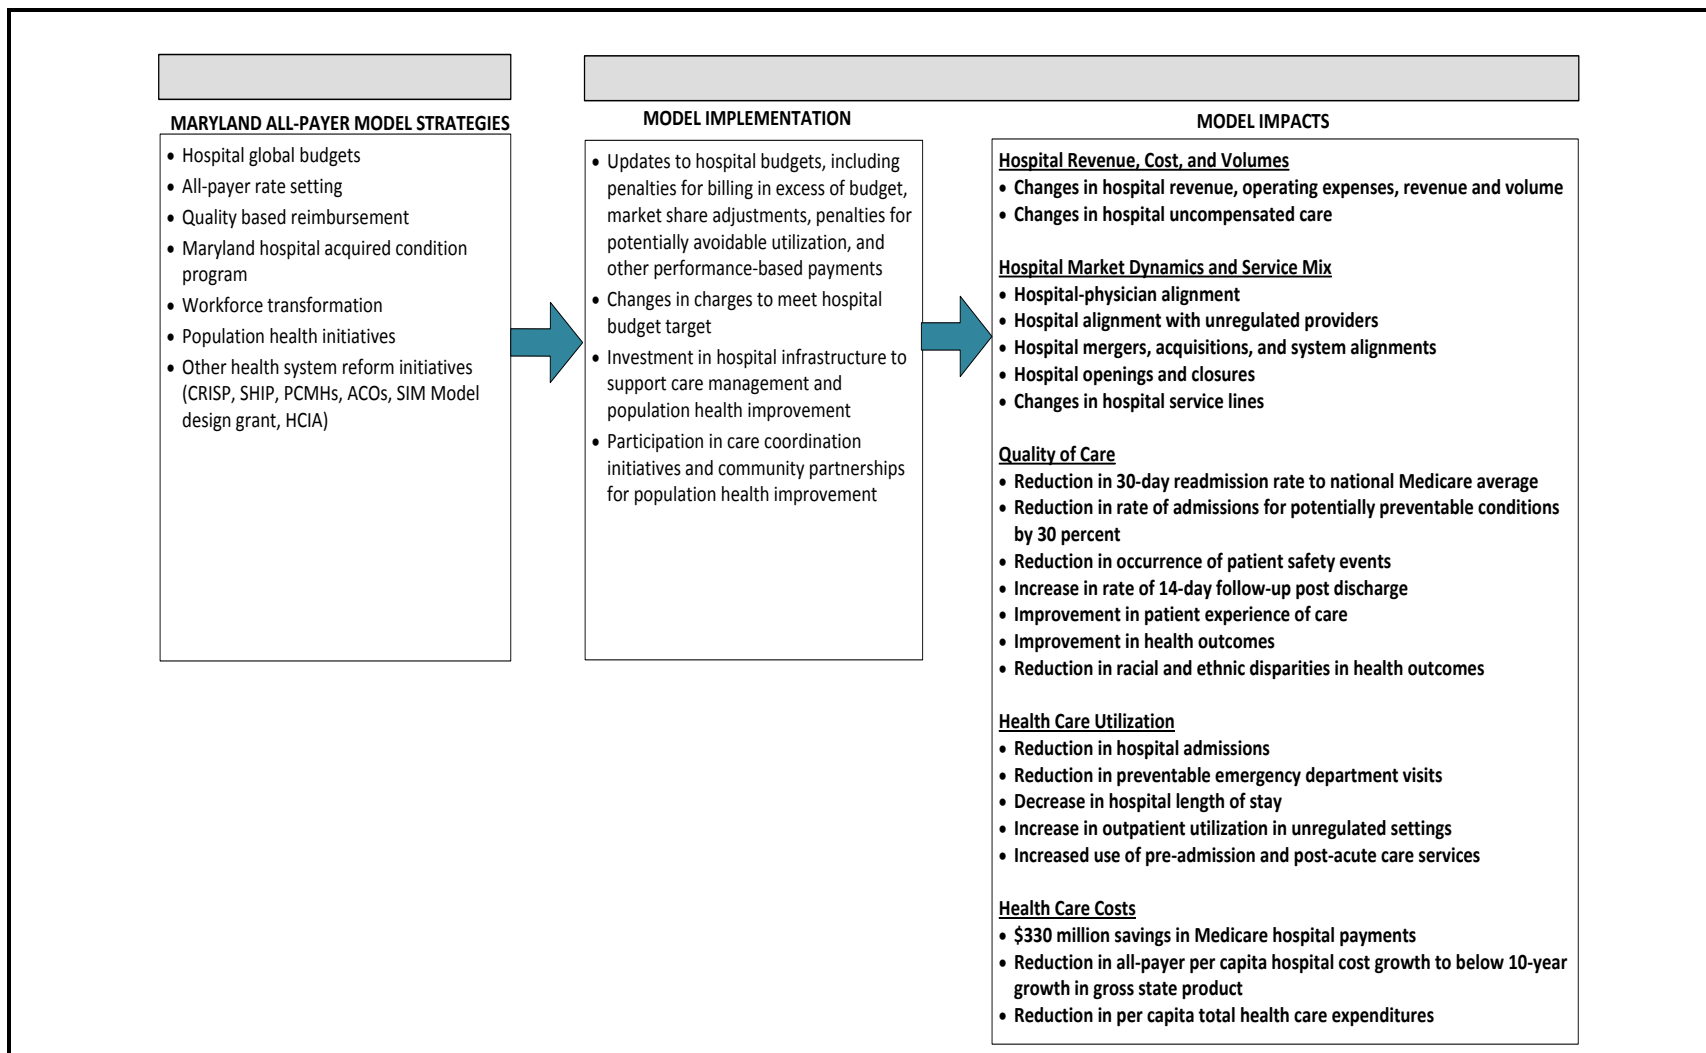 MARYLAND ALL-PAYER MODEL STRATEGIES
• Hospital global budgets
• All-payer rate setting
• Quality based reimbursement
• Maryland hospital acquired condition
program
• Workforce transformation
• Population health initiatives
• Other health system reform initiatives
(CRISP, SHIP, PCMHs, ACOs, SIM Model
design grant, HCIA)
MODEL IMPLEMENTATION
• Updates to hospital budgets, including
penalties for billing in excess of budget,
market share adjustments, penalties for
potentially avoidable utilization, and
other performance-based payments
• Changes in charges to meet hospital
budget target
• Investment in hospital infrastructure to
support care management and
population health improvement
• Participation in care coordination
initiatives and community partnerships
for population health improvement
MODEL IMPACTS
Hospital Revenue, Cost, and Volumes
• Changes in hospital revenue, operating expenses, revenue and volume
• Changes in hospital uncompensated care
Hospital Market Dynamics and Service Mix
• Hospital-physician alignment
• Hospital alignment with unregulated providers
• Hospital mergers, acquisitions, and system alignments
• Hospital openings and closures
• Changes in hospital service lines
Quality of Care
• Reduction in 30-day readmission rate to national Medicare average
• Reduction in rate of admissions for potentially preventable conditions
by 30 percent
• Reduction in occurrence of patient safety events
• Increase in rate of 14-day follow-up post discharge
• Improvement in patient experience of care
• Improvement in health outcomes
• Reduction in racial and ethnic disparities in health outcomes
Health Care Utilization
• Reduction in hospital admissions
• Reduction in preventable emergency department visits
• Decrease in hospital length of stay
• Increase in outpatient utilization in unregulated settings
• Increased use of pre-admission and post-acute care services
Health Care Costs
• $330 million savings in Medicare hospital payments
• Reduction in all-payer per capita hospital cost growth to below 10-year
growth in gross state product
• Reduction in per capita total health care expenditures